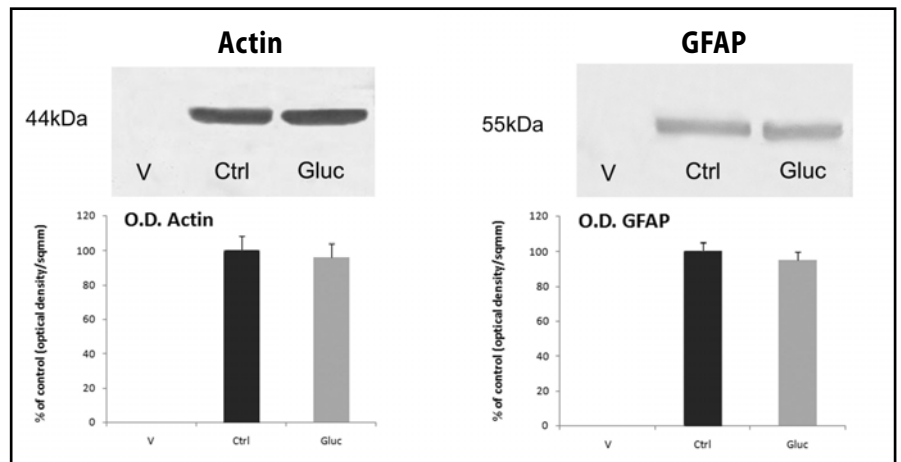 Actin
44kDa
V Ctrl Gluc
O.D. Actin
% of control (optical density/sqmm)
120
100
80
60
40
20
0
V Ctrl Gluc
GFAP
55kDa
V Ctrl Gluc
O.D. GFAP
% of control (optical density/sqmm)
120
100
80
60
40
20
0
V Ctrl Gluc